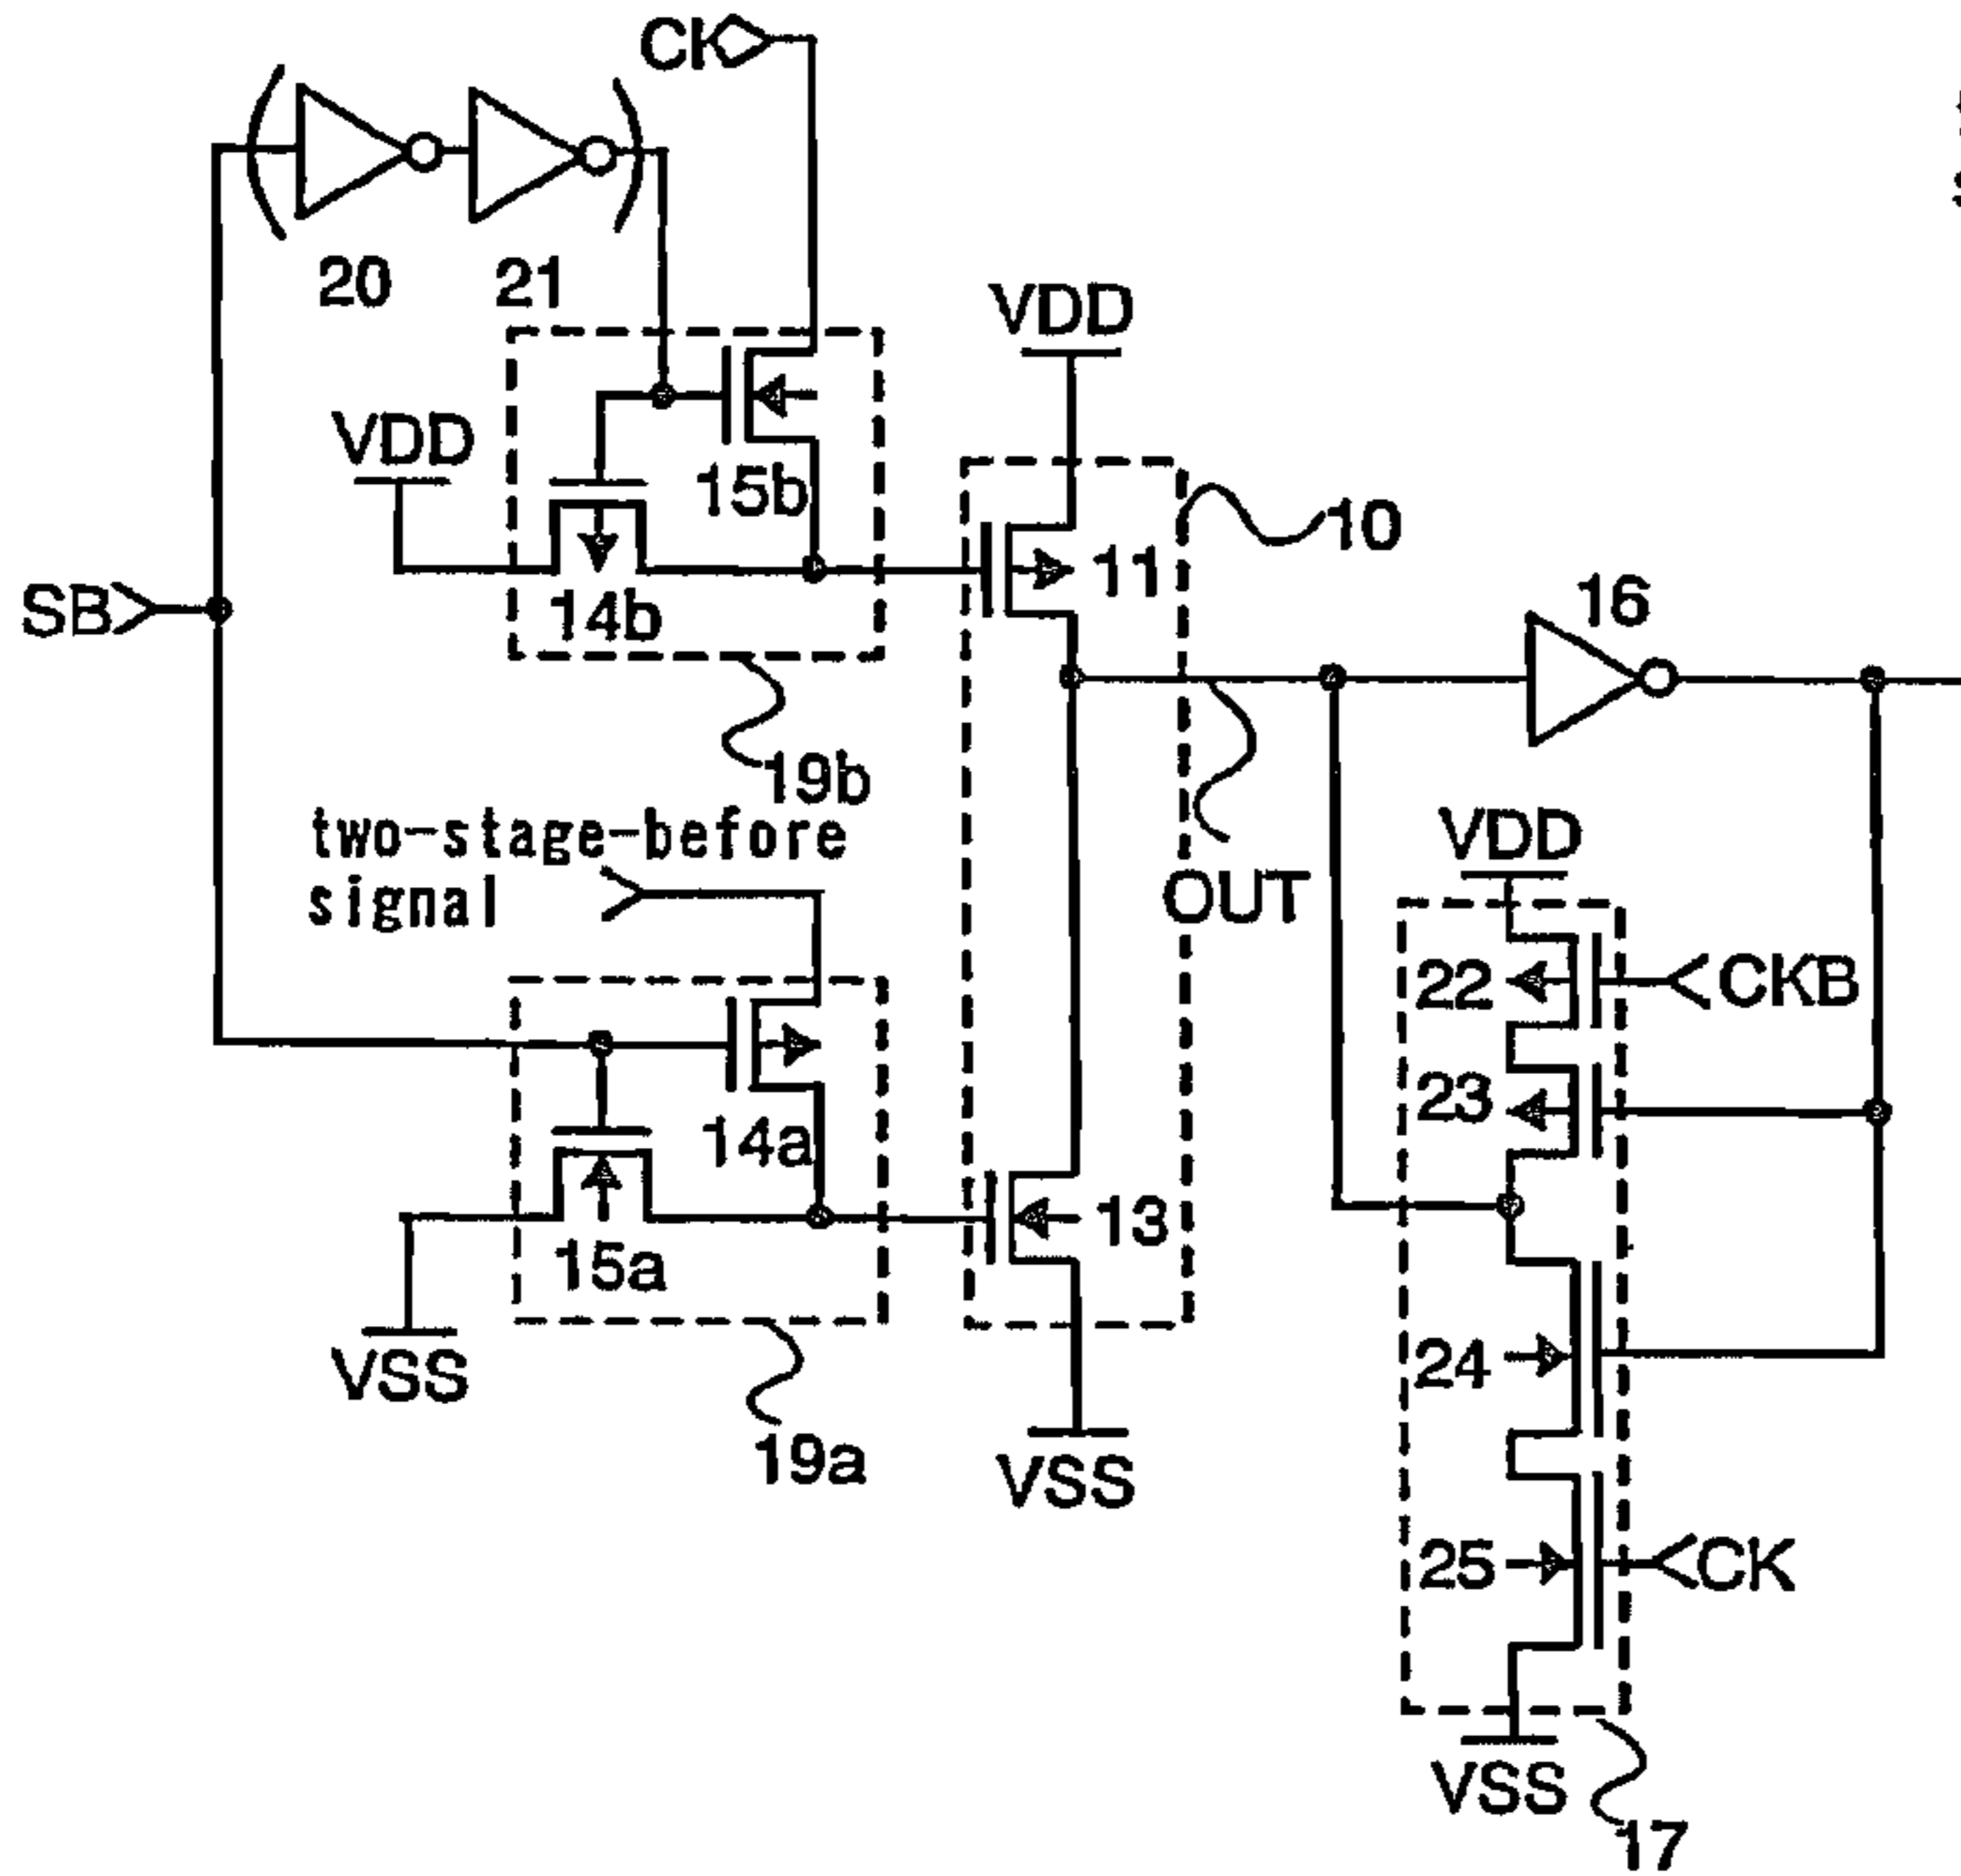 CK
20
21
VDD
VDD
15b
10
11
14b
16
SB
19b
two-stage-before
signal
VDD
OUT
22
CKB
23
14a
13
15a
24
VSS
19a
VSS
25
CK
VSS
17